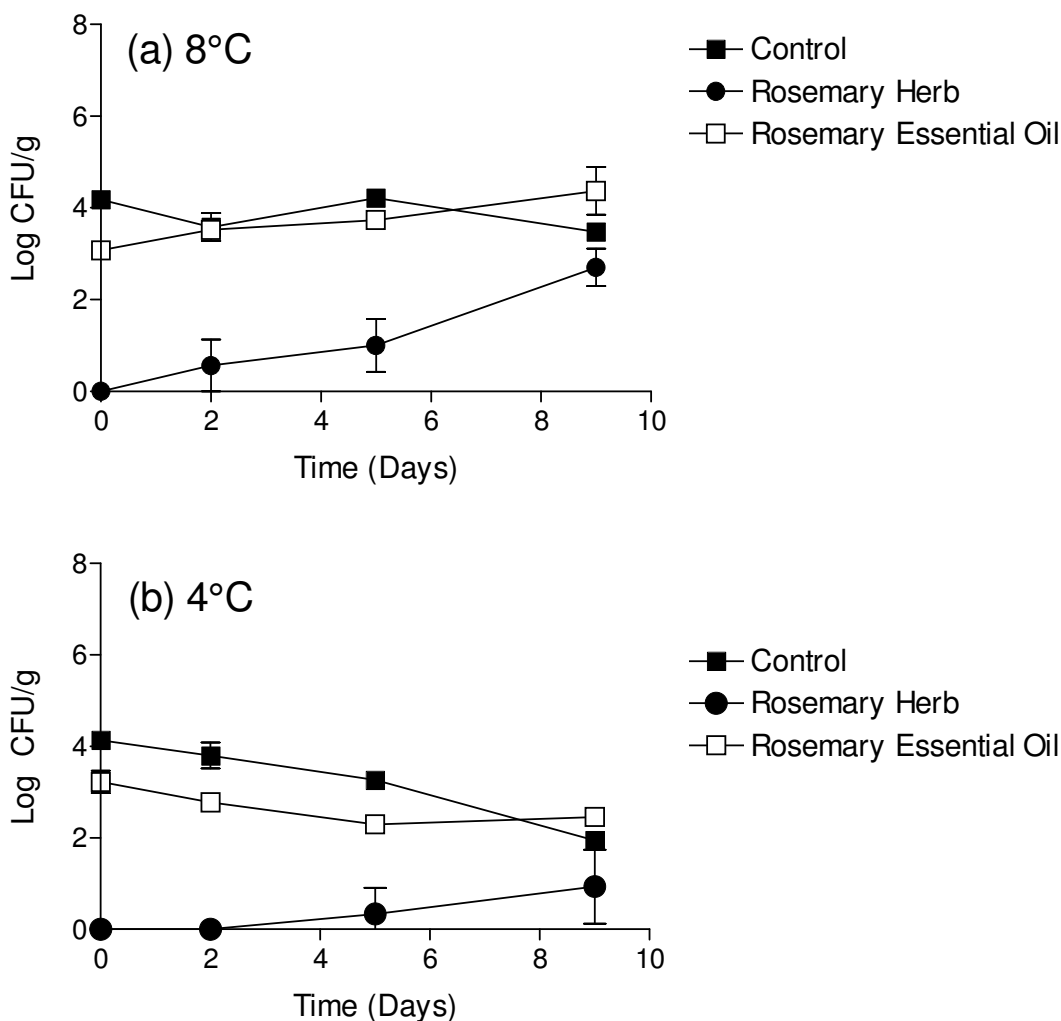 (a) 8°C
Log CFU/g
8
6
4
2
0
0 2 4 6 8 10
Time (Days)
Control
Rosemary Herb
Rosemary Essential Oil
(b) 4°C
Log CFU/g
8
6
4
2
0
0 2 4 6 8 10
Time (Days)
Control
Rosemary Herb
Rosemary Essential Oil